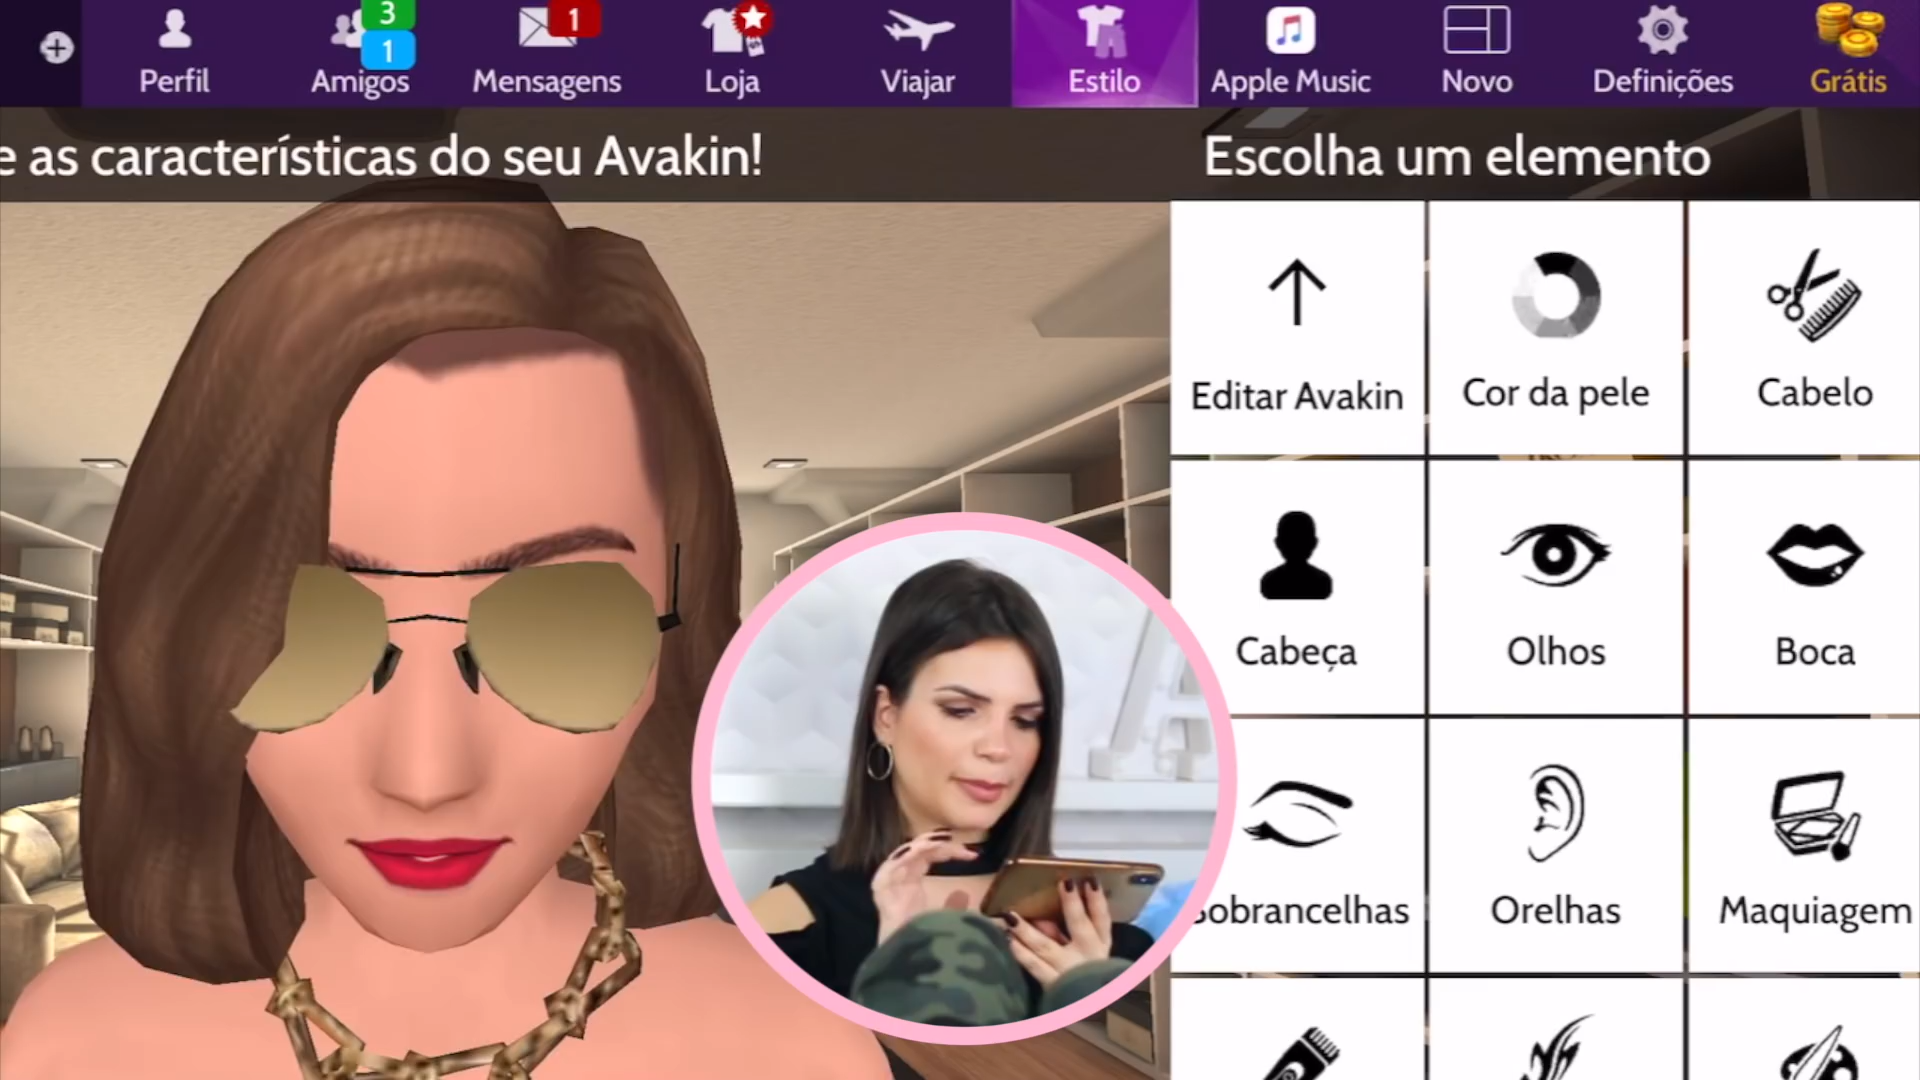 3
1
1
Perfil
Amigos
Mensagens
Loja
Viajar
Estilo
Apple Music
Novo
Definições
Grátis
e as características do seu Avakin!
Escolha um elemento
Editar Avakin
Cor da pele
Cabelo
Cabeça
Olhos
Boca
Sobrancelhas
Orelhas
Maquiagem